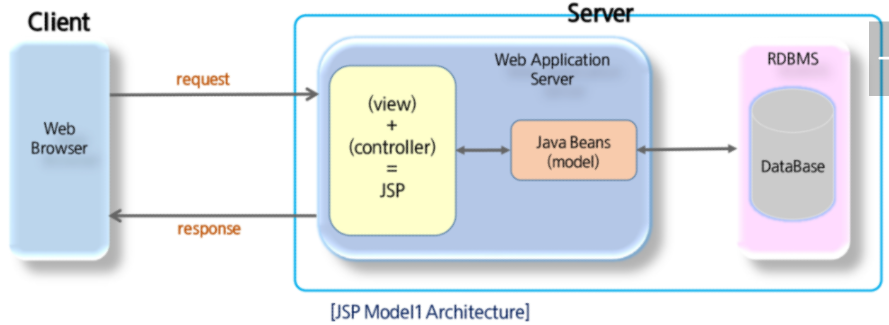 Client
Server
Web
Browser
request
response
Web Application
Server
(view)
+
(controller)
=
JSP
Java Beans
(model)
RDBMS
DataBase
[JSP Model1 Architecture]